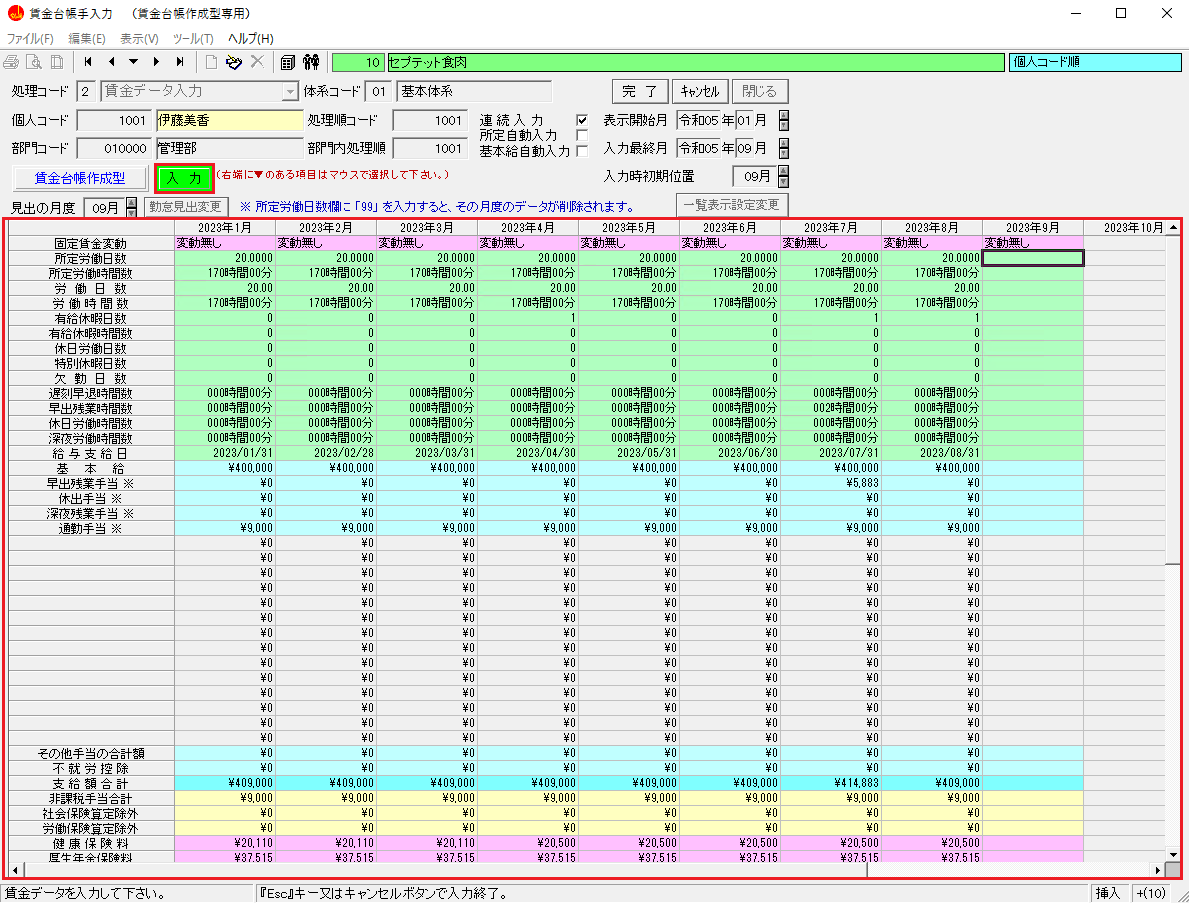 賃金台帳手入力　（賃金台帳作成型専用）
ファイル(F)　編集(E)　表示(V)　ツール(T)　ヘルプ(H)
10 セプテット食肉 個人コード順
処理コード 2 賃金データ入力 体系コード 01 基本体系 完 了 ｷｬﾝｾﾙ 閉じる
個人コード 1001 伊藤美香 処理順コード 1001 連 続 入 力 表示開始月 令和05 年 01 月
所定自動入力
部門コード 010000 管理部 部門内処理順 1001 基本給自動入力 入力最終月 令和05 年 09 月
賃金台帳作成型 入 力 (右端に▼のある項目はマウスで選択して下さい。) 入力時初期位置 09月
見出の月度 09月 勤怠見出変更 ※ 所定労働日数欄に「99」を入力すると、その月度のデータが削除されます。 一覧表示設定変更
2023年1月 2023年2月 2023年3月 2023年4月 2023年5月 2023年6月 2023年7月 2023年8月 2023年9月 2023年10月
固定賃金変動 変動無し 変動無し 変動無し 変動無し 変動無し 変動無し 変動無し 変動無し 変動無し
所定労働日数 20.0000 20.0000 20.0000 20.0000 20.0000 20.0000 20.0000 20.0000
所定労働時間数 170時間00分 170時間00分 170時間00分 170時間00分 170時間00分 170時間00分 170時間00分 170時間00分
労 働 日 数 20.00 20.00 20.00 20.00 20.00 20.00 20.00 20.00
労 働 時 間 数 170時間00分 170時間00分 170時間00分 170時間00分 170時間00分 170時間00分 170時間00分 170時間00分
有給休暇日数 0 0 0 1 0 0 1 1
有給休暇時間数 0 0 0 0 0 0 0 0
休日労働日数 0 0 0 0 0 0 0 0
特別休暇日数 0 0 0 0 0 0 0 0
欠 勤 日 数 0 0 0 0 0 0 0 0
遅刻早退時間数 000時間00分 000時間00分 000時間00分 000時間00分 000時間00分 000時間00分 000時間00分 000時間00分
早出残業時間数 000時間00分 000時間00分 000時間00分 000時間00分 000時間00分 000時間00分 002時間00分 000時間00分
休日労働時間数 000時間00分 000時間00分 000時間00分 000時間00分 000時間00分 000時間00分 000時間00分 000時間00分
深夜労働時間数 000時間00分 000時間00分 000時間00分 000時間00分 000時間00分 000時間00分 000時間00分 000時間00分
給 与 支 給 日 2023/01/31 2023/02/28 2023/03/31 2023/04/30 2023/05/31 2023/06/30 2023/07/31 2023/08/31
基 本 給 ¥400,000 ¥400,000 ¥400,000 ¥400,000 ¥400,000 ¥400,000 ¥400,000 ¥400,000
早出残業手当 ※ ¥0 ¥0 ¥0 ¥0 ¥0 ¥0 ¥5,883 ¥0
休出手当 ※ ¥0 ¥0 ¥0 ¥0 ¥0 ¥0 ¥0 ¥0
深夜残業手当 ※ ¥0 ¥0 ¥0 ¥0 ¥0 ¥0 ¥0 ¥0
通勤手当 ※ ¥9,000 ¥9,000 ¥9,000 ¥9,000 ¥9,000 ¥9,000 ¥9,000 ¥9,000
¥0 ¥0 ¥0 ¥0 ¥0 ¥0 ¥0 ¥0
¥0 ¥0 ¥0 ¥0 ¥0 ¥0 ¥0 ¥0
¥0 ¥0 ¥0 ¥0 ¥0 ¥0 ¥0 ¥0
¥0 ¥0 ¥0 ¥0 ¥0 ¥0 ¥0 ¥0
¥0 ¥0 ¥0 ¥0 ¥0 ¥0 ¥0 ¥0
¥0 ¥0 ¥0 ¥0 ¥0 ¥0 ¥0 ¥0
¥0 ¥0 ¥0 ¥0 ¥0 ¥0 ¥0 ¥0
¥0 ¥0 ¥0 ¥0 ¥0 ¥0 ¥0 ¥0
¥0 ¥0 ¥0 ¥0 ¥0 ¥0 ¥0 ¥0
¥0 ¥0 ¥0 ¥0 ¥0 ¥0 ¥0 ¥0
¥0 ¥0 ¥0 ¥0 ¥0 ¥0 ¥0 ¥0
¥0 ¥0 ¥0 ¥0 ¥0 ¥0 ¥0 ¥0
¥0 ¥0 ¥0 ¥0 ¥0 ¥0 ¥0 ¥0
¥0 ¥0 ¥0 ¥0 ¥0 ¥0 ¥0 ¥0
その他手当の合計額 ¥0 ¥0 ¥0 ¥0 ¥0 ¥0 ¥0 ¥0
不 就 労 控 除 ¥0 ¥0 ¥0 ¥0 ¥0 ¥0 ¥0 ¥0
支 給 額 合 計 ¥409,000 ¥409,000 ¥409,000 ¥409,000 ¥409,000 ¥409,000 ¥414,883 ¥409,000
非課税手当合計 ¥9,000 ¥9,000 ¥9,000 ¥9,000 ¥9,000 ¥9,000 ¥9,000 ¥9,000
社会保険算定除外 ¥0 ¥0 ¥0 ¥0 ¥0 ¥0 ¥0 ¥0
労働保険算定除外 ¥0 ¥0 ¥0 ¥0 ¥0 ¥0 ¥0 ¥0
健 康 保 険 料 ¥20,110 ¥20,110 ¥20,110 ¥20,500 ¥20,500 ¥20,500 ¥20,500 ¥20,500
厚生年金保険料 ¥37,515 ¥37,515 ¥37,515 ¥37,515 ¥37,515 ¥37,515 ¥37,515 ¥37,515
賃金データを入力して下さい。 『Esc』キー又はキャンセルボタンで入力終了。 挿入 +(10)